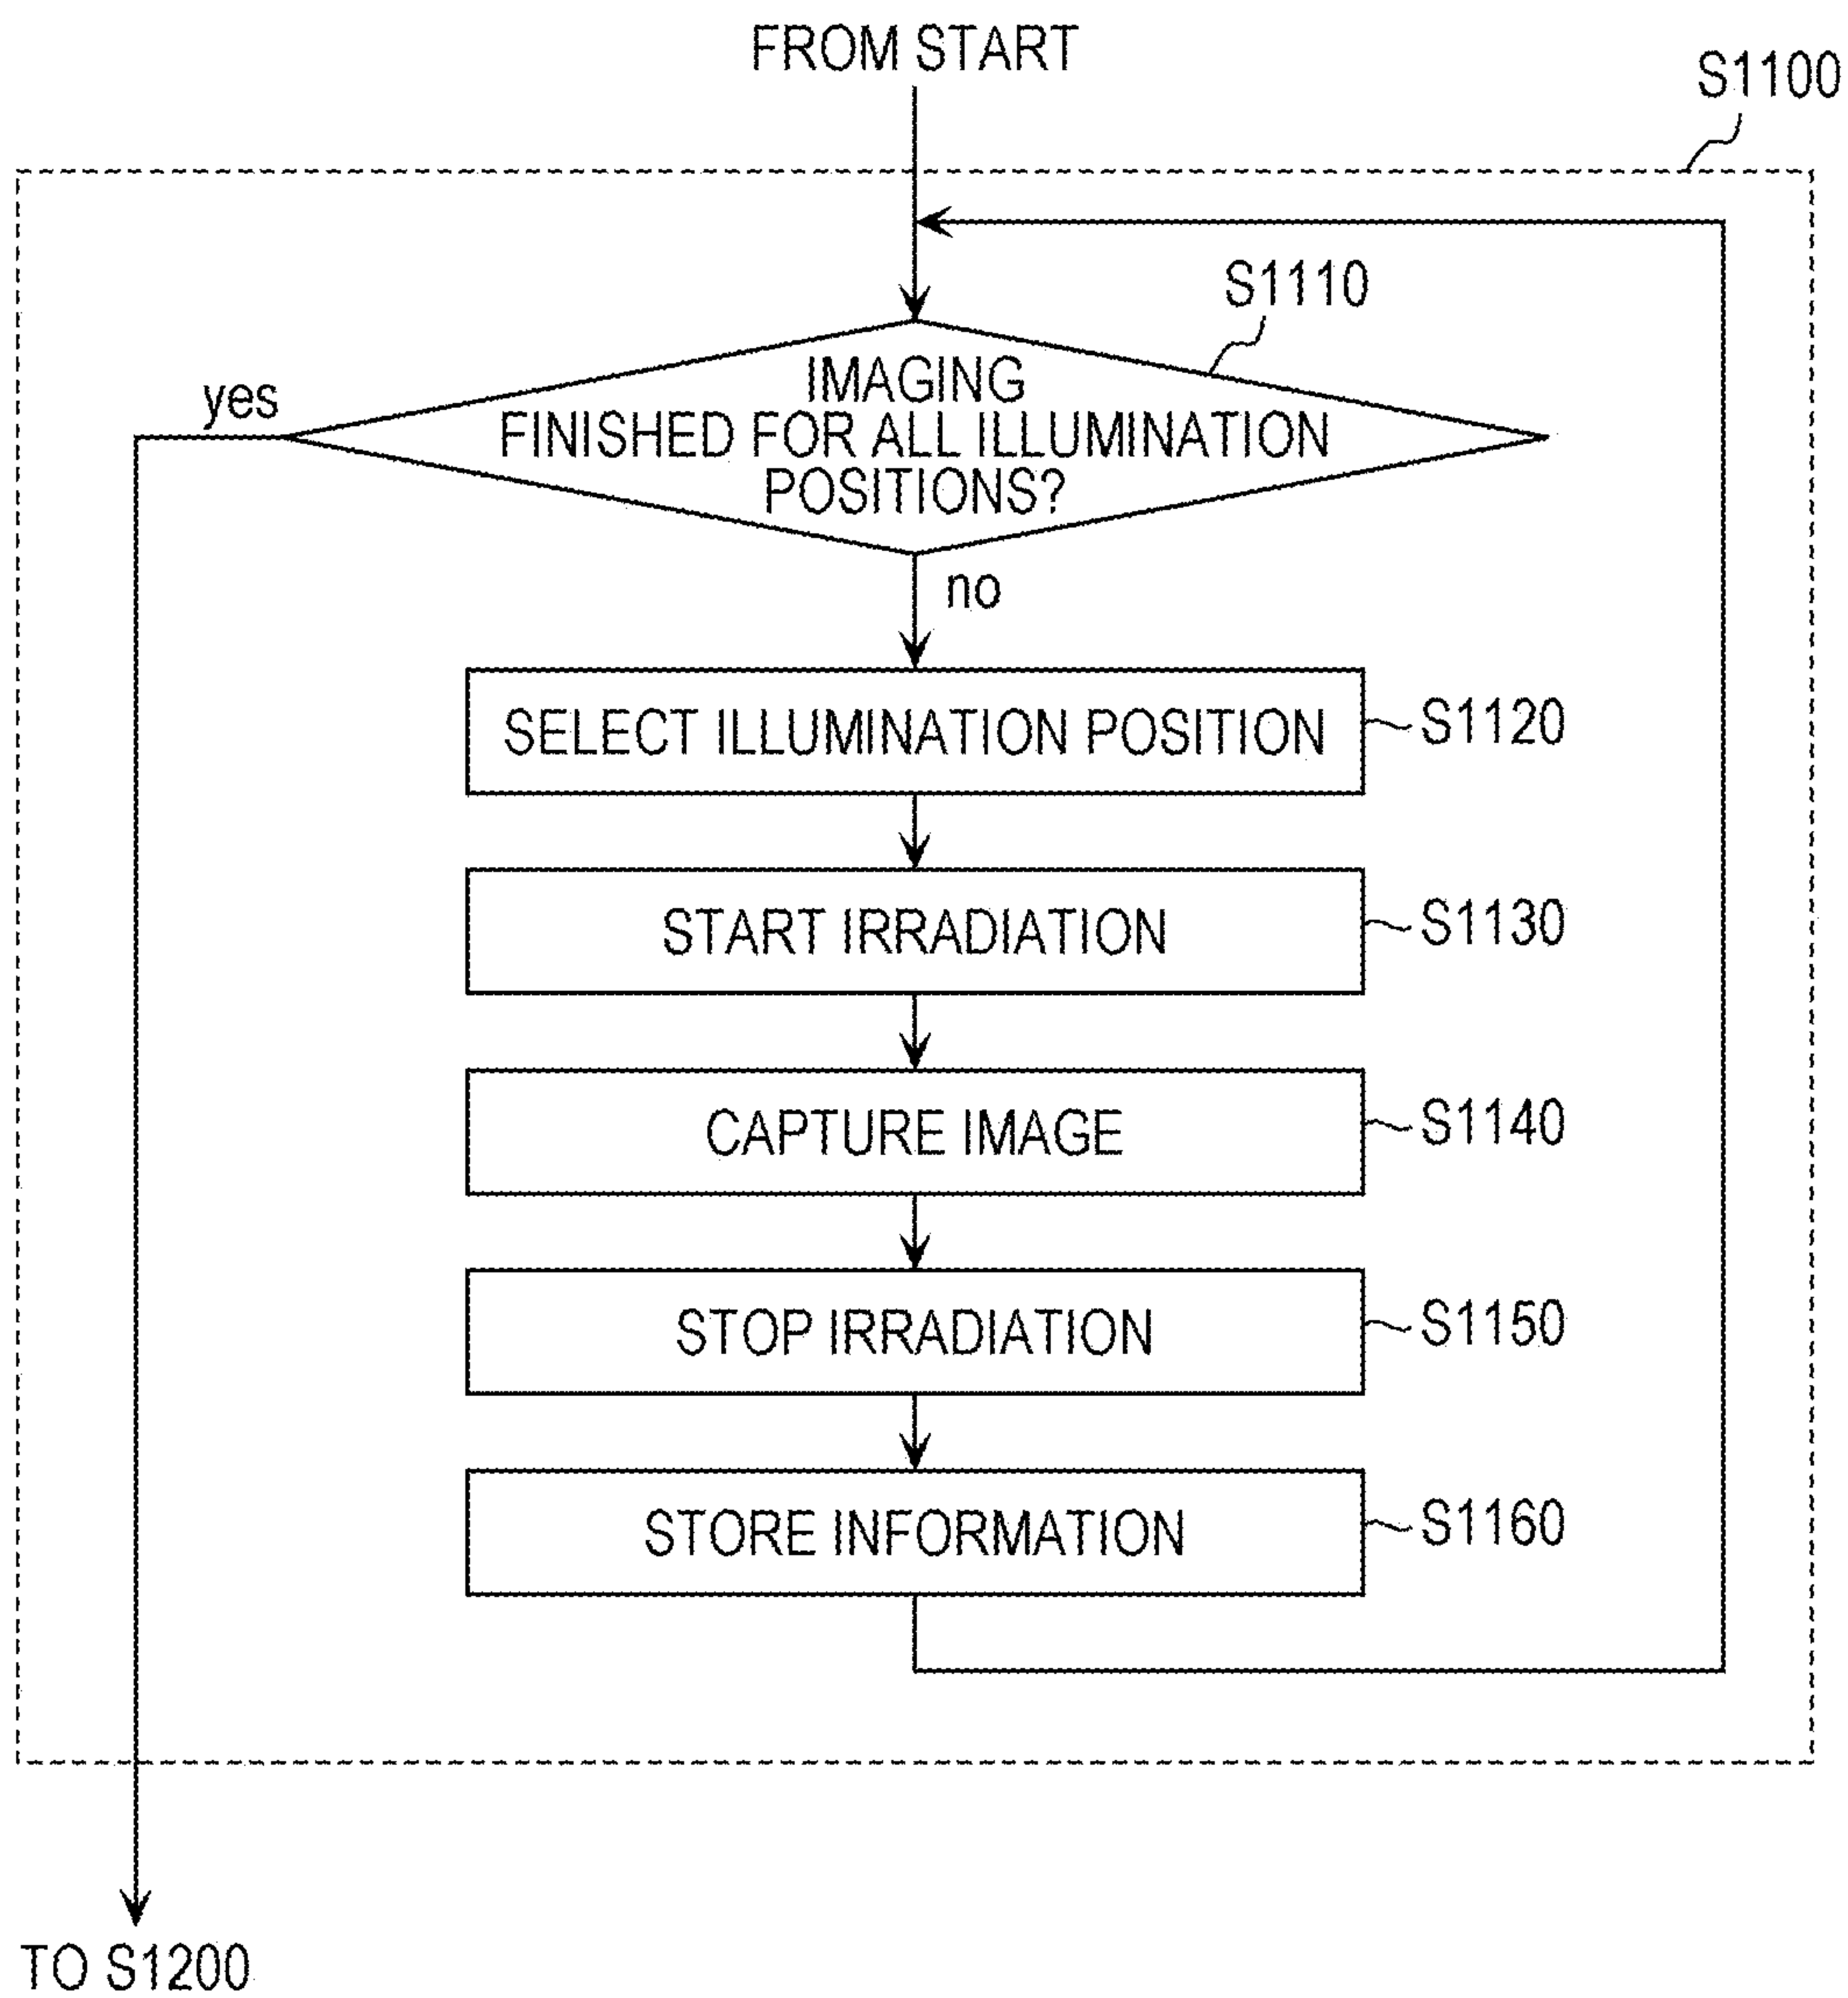 FROM START
S1100
S1110
IMAGING
FINISHED FOR ALL ILLUMINATION
POSITIONS?
yes
no
SELECT ILLUMINATION POSITION
S1120
START IRRADIATION
S1130
CAPTURE IMAGE
S1140
STOP IRRADIATION
S1150
STORE INFORMATION
S1160
TO S1200